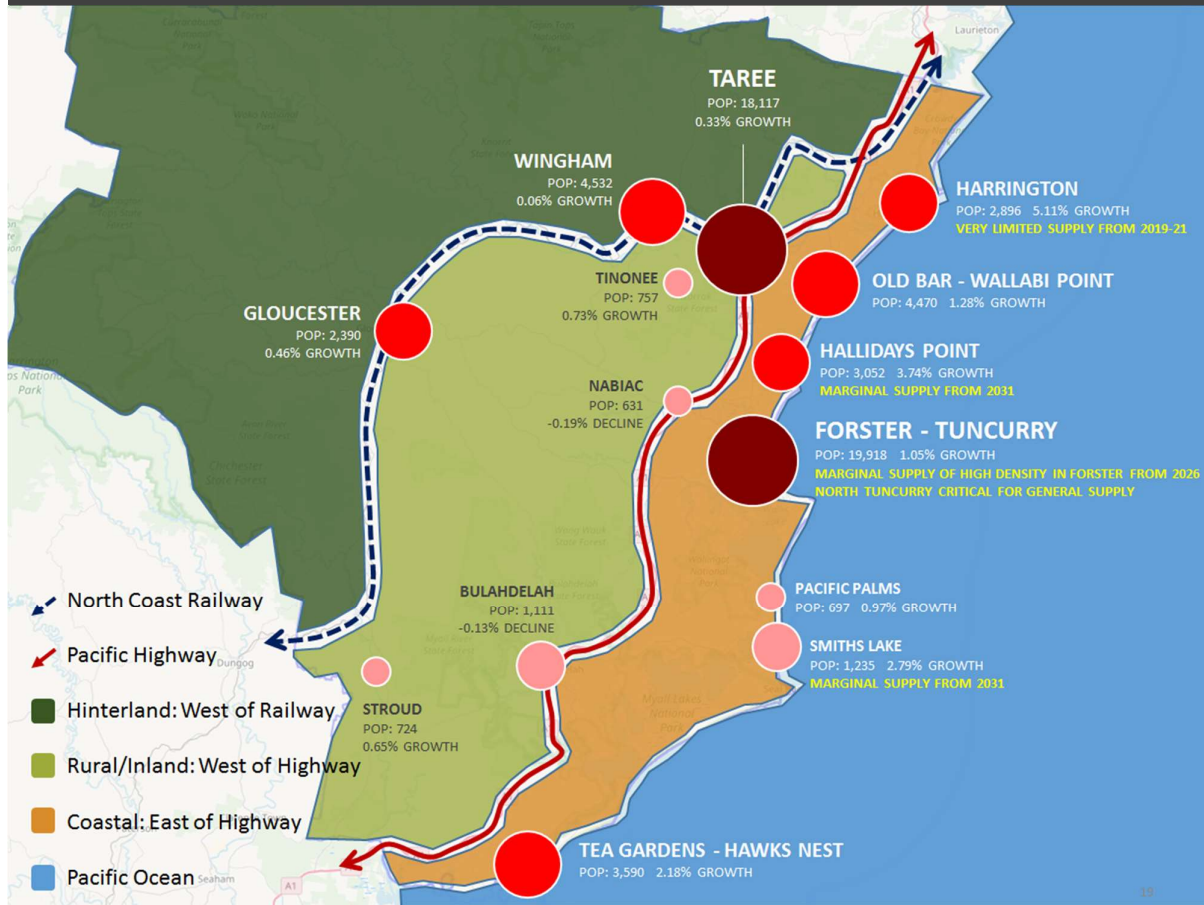 Laurieton
TAREE
POP: 18,117
0.33% GROWTH
WINGHAM
POP: 4,532
0.06% GROWTH
HARRINGTON
POP: 2,896 5.11% GROWTH
VERY LIMITED SUPPLY FROM 2019-21
TINONEE
POP: 757
0.73% GROWTH
OLD BAR - WALLABI POINT
POP: 4,470 1.28% GROWTH
GLOUCESTER
POP: 2,390
0.46% GROWTH
HALLIDAYS POINT
POP: 3,052 3.74% GROWTH
MARGINAL SUPPLY FROM 2031
Park
NABIAC
POP: 631
-0.19% DECLINE
FORSTER - TUNCURRY
POP: 19,918 1.05% GROWTH
MARGINAL SUPPLY OF HIGH DENSITY IN FORSTER FROM 2026
NORTH TUNCURRY CRITICAL FOR GENERAL SUPPLY
BULAHDELAH
POP: 1,111
-0.13% DECLINE
PACIFIC PALMS
POP: 697 0.97% GROWTH
SMITHS LAKE
POP: 1,235 2.79% GROWTH
MARGINAL SUPPLY FROM 2031
Myall Lakes
National
Park
STROUD
POP: 724
0.65% GROWTH
TEA GARDENS - HAWKS NEST
POP: 3,590 2.18% GROWTH
North Coast Railway
Dungog
Pacific Highway
Hinterland: West of Railway
Rural/Inland: West of Highway
Coastal: East of Highway
Pacific Ocean
Seaham
A1
19